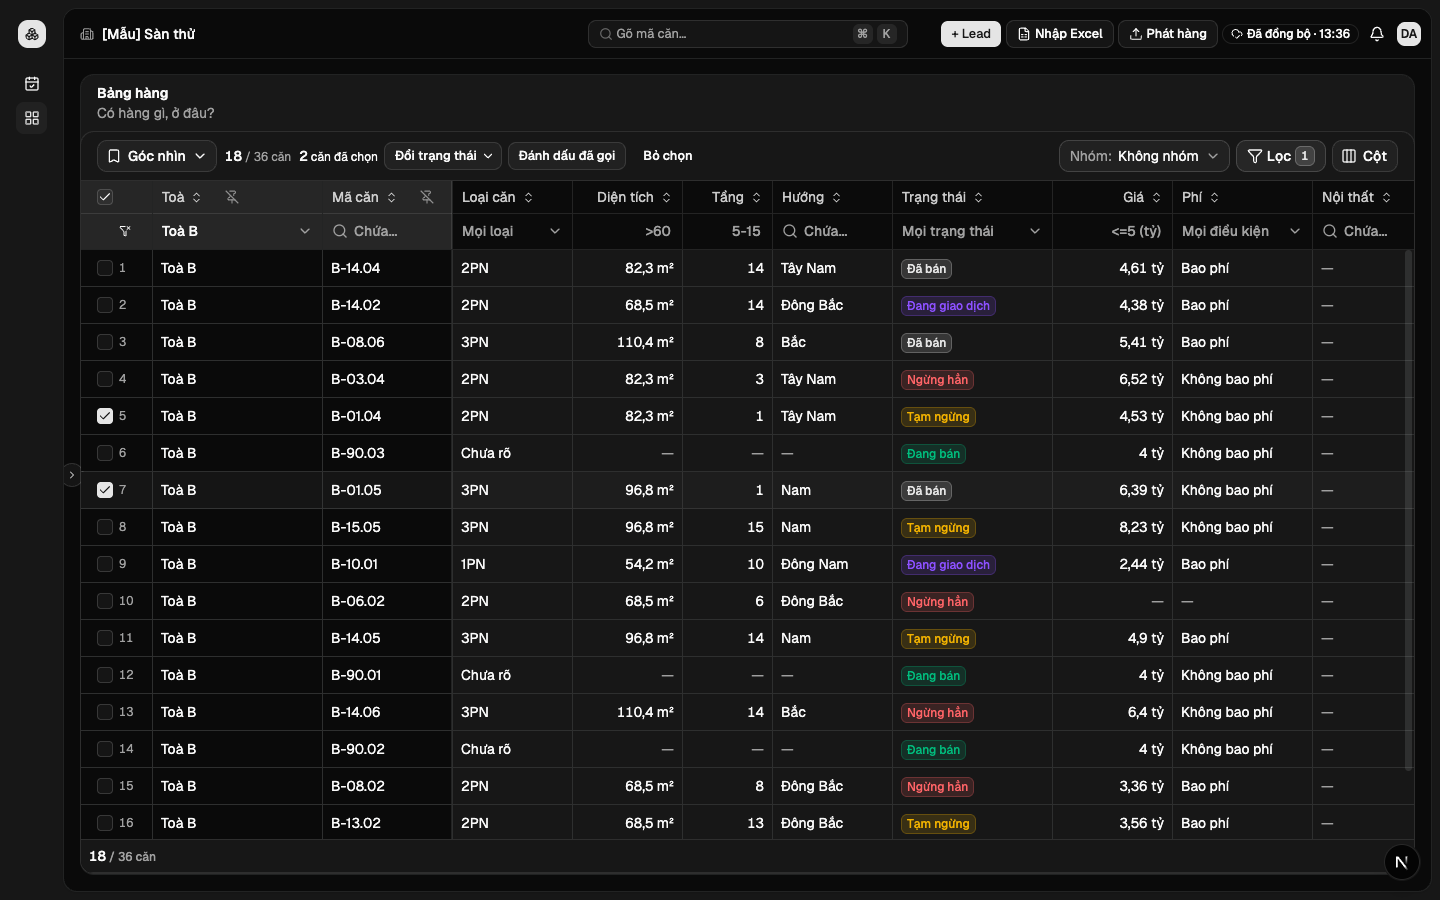 [Mẫu] Sàn thử
Gõ mã căn...
⌘ K
+ Lead
Nhập Excel
Phát hàng
Đã đồng bộ · 13:36
DA
Bảng hàng
Có hàng gì, ở đâu?
Góc nhìn 18 / 36 căn 2 căn đã chọn Đổi trạng thái Đánh dấu đã gọi Bỏ chọn Nhóm: Không nhóm Lọc 1 Cột
Toà Mã căn Loại căn Diện tích Tầng Hướng Trạng thái Giá Phí Nội thất
Toà B Chứa... Mọi loại >60 5-15 Chứa... Mọi trạng thái <=5 (tỷ) Mọi điều kiện Chứa...
1 Toà B B-14.04 2PN 82,3 m² 14 Tây Nam Đã bán 4,61 tỷ Bao phí —
2 Toà B B-14.02 2PN 68,5 m² 14 Đông Bắc Đang giao dịch 4,38 tỷ Bao phí —
3 Toà B B-08.06 3PN 110,4 m² 8 Bắc Đã bán 5,41 tỷ Bao phí —
4 Toà B B-03.04 2PN 82,3 m² 3 Tây Nam Ngừng hẳn 6,52 tỷ Không bao phí —
5 Toà B B-01.04 2PN 82,3 m² 1 Tây Nam Tạm ngừng 4,53 tỷ Không bao phí —
6 Toà B B-90.03 Chưa rõ — — — Đang bán 4 tỷ Không bao phí —
7 Toà B B-01.05 3PN 96,8 m² 1 Nam Đã bán 6,39 tỷ Không bao phí —
8 Toà B B-15.05 3PN 96,8 m² 15 Nam Tạm ngừng 8,23 tỷ Không bao phí —
9 Toà B B-10.01 1PN 54,2 m² 10 Đông Nam Đang giao dịch 2,44 tỷ Bao phí —
10 Toà B B-06.02 2PN 68,5 m² 6 Đông Bắc Ngừng hẳn — — —
11 Toà B B-14.05 3PN 96,8 m² 14 Nam Tạm ngừng 4,9 tỷ Bao phí —
12 Toà B B-90.01 Chưa rõ — — — Đang bán 4 tỷ Không bao phí —
13 Toà B B-14.06 3PN 110,4 m² 14 Bắc Ngừng hẳn 6,4 tỷ Không bao phí —
14 Toà B B-90.02 Chưa rõ — — — Đang bán 4 tỷ Không bao phí —
15 Toà B B-08.02 2PN 68,5 m² 8 Đông Bắc Ngừng hẳn 3,36 tỷ Bao phí —
16 Toà B B-13.02 2PN 68,5 m² 13 Đông Bắc Tạm ngừng 3,56 tỷ Bao phí —
18 / 36 căn
N